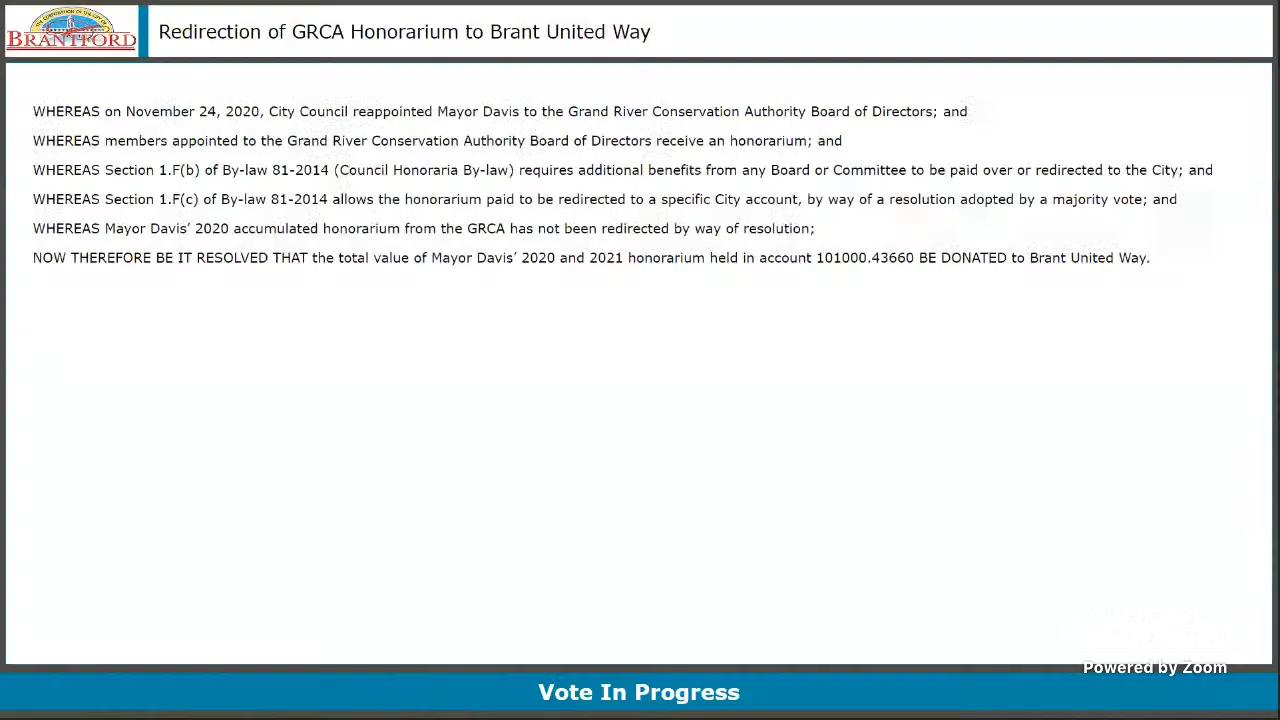 THE CORPORATION OF THE CITY OF
BRANTFORD
Redirection of GRCA Honorarium to Brant United Way
WHEREAS on November 24, 2020, City Council reappointed Mayor Davis to the Grand River Conservation Authority Board of Directors; and
WHEREAS members appointed to the Grand River Conservation Authority Board of Directors receive an honorarium; and
WHEREAS Section 1.F(b) of By-law 81-2014 (Council Honoraria By-law) requires additional benefits from any Board or Committee to be paid over or redirected to the City; and
WHEREAS Section 1.F(c) of By-law 81-2014 allows the honorarium paid to be redirected to a specific City account, by way of a resolution adopted by a majority vote; and
WHEREAS Mayor Davis’ 2020 accumulated honorarium from the GRCA has not been redirected by way of resolution;
NOW THEREFORE BE IT RESOLVED THAT the total value of Mayor Davis’ 2020 and 2021 honorarium held in account 101000.43660 BE DONATED to Brant United Way.
Powered by Zoom
Vote In Progress